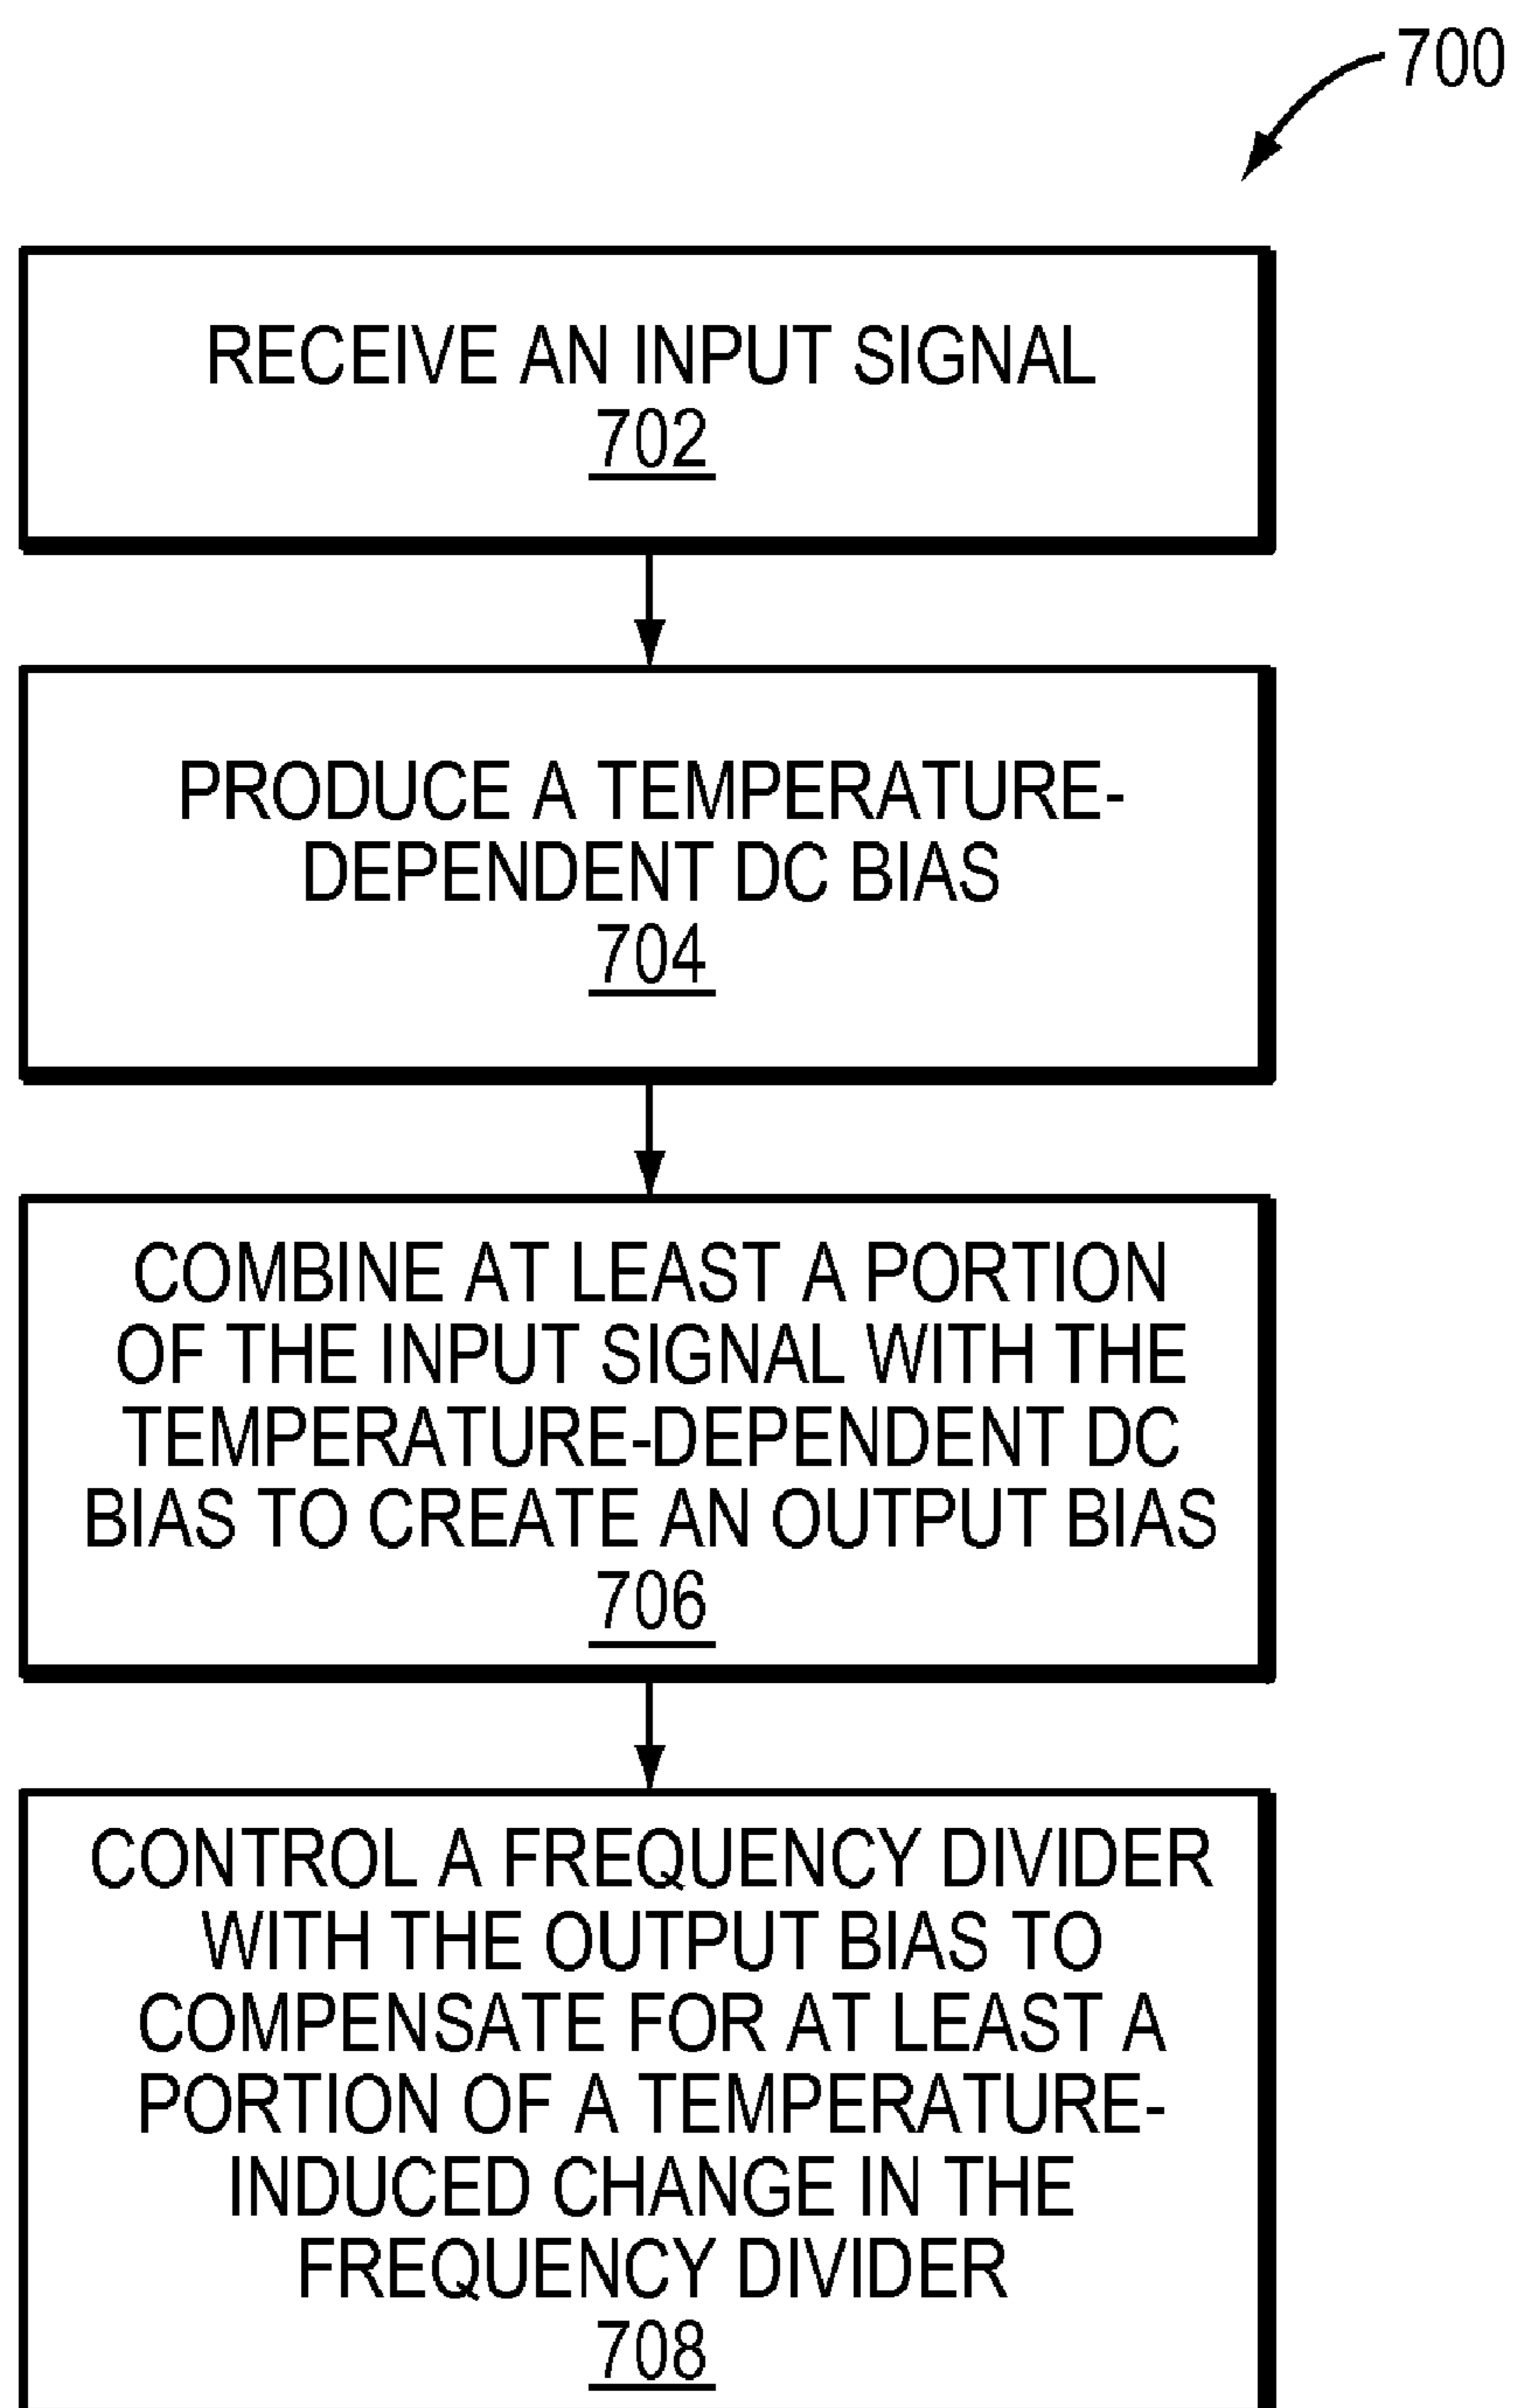 700
RECEIVE AN INPUT SIGNAL
702
PRODUCE A TEMPERATURE-
DEPENDENT DC BIAS
704
COMBINE AT LEAST A PORTION
OF THE INPUT SIGNAL WITH THE
TEMPERATURE-DEPENDENT DC
BIAS TO CREATE AN OUTPUT BIAS
706
CONTROL A FREQUENCY DIVIDER
WITH THE OUTPUT BIAS TO
COMPENSATE FOR AT LEAST A
PORTION OF A TEMPERATURE-
INDUCED CHANGE IN THE
FREQUENCY DIVIDER
708